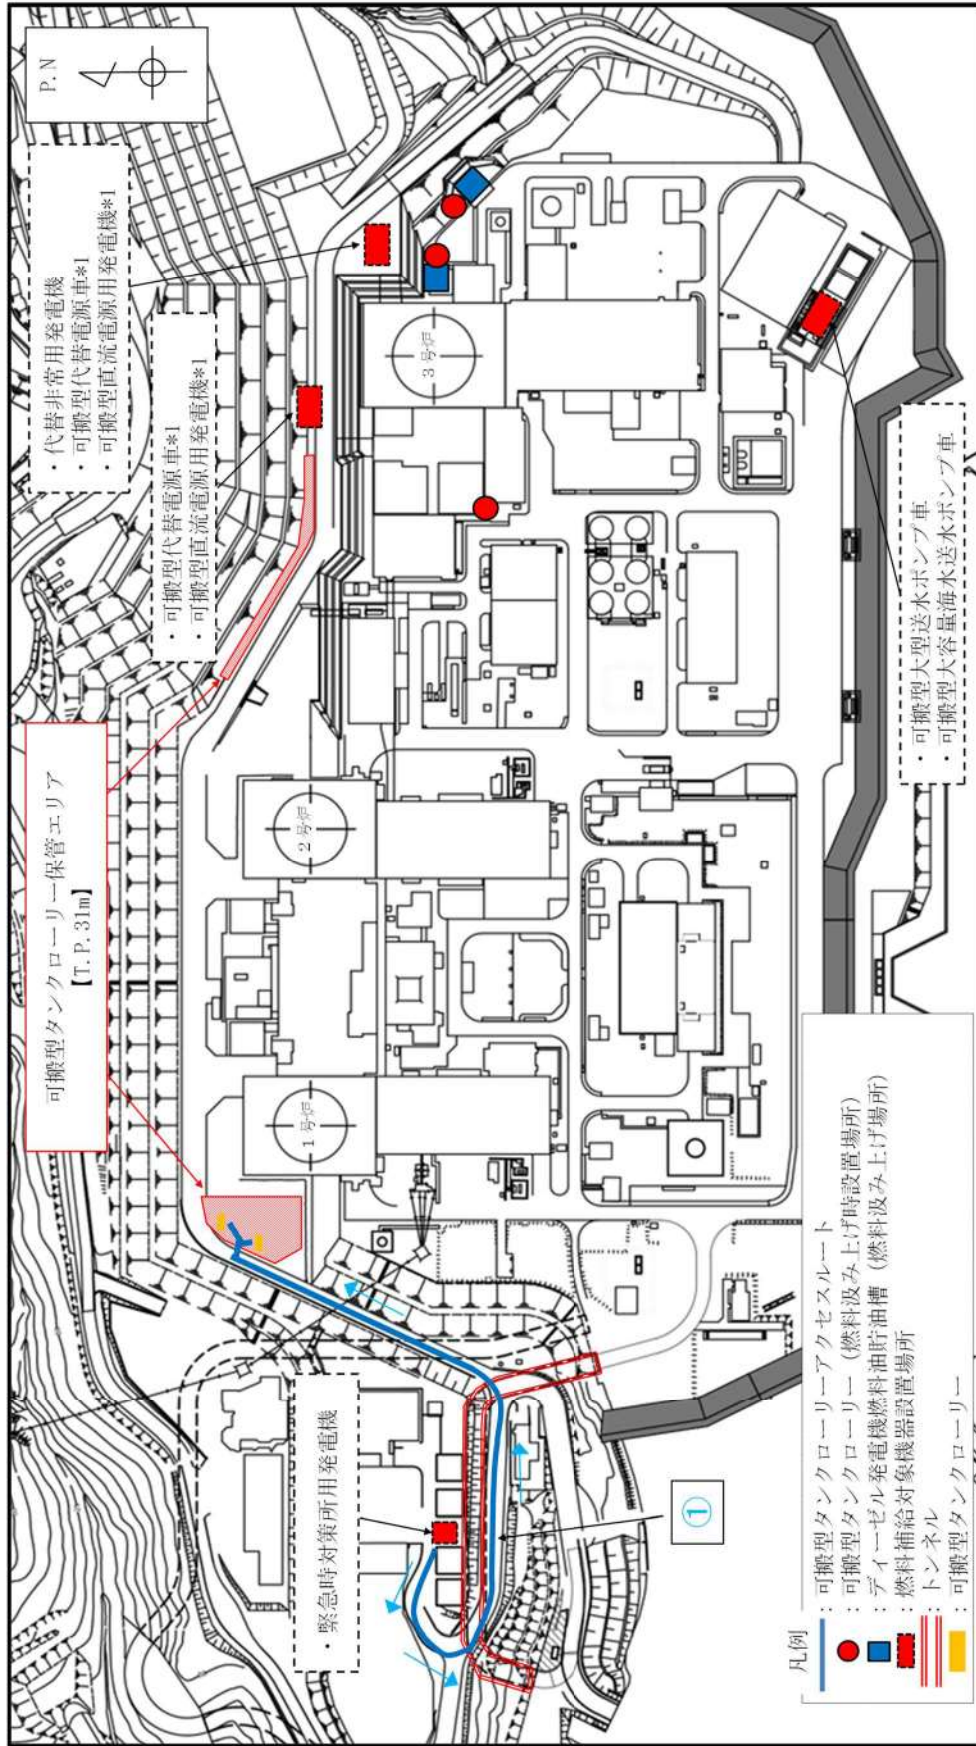 P.N
・代替非常用発電機
・可搬型代替電源車*1
・可搬型直流電源用発電機*1
・可搬型代替電源車*1
・可搬型直流電源用発電機*1
可搬型タンクローリー保管エリア
【T.P.31m】
3号炉
2号炉
1号炉
・緊急時対策所用発電機
①
・可搬型大型送水ポンプ車
・可搬型大容量海水送水ポンプ車
凡例
：可搬型タンクローリーアクセスルート
：可搬型タンクローリー（燃料汲み上げ時設置場所）
：ディーゼル発電機燃料油貯油槽（燃料汲み上げ場所）
：燃料補給対象機器設置場所
：トンネル
：可搬型タンクローリー